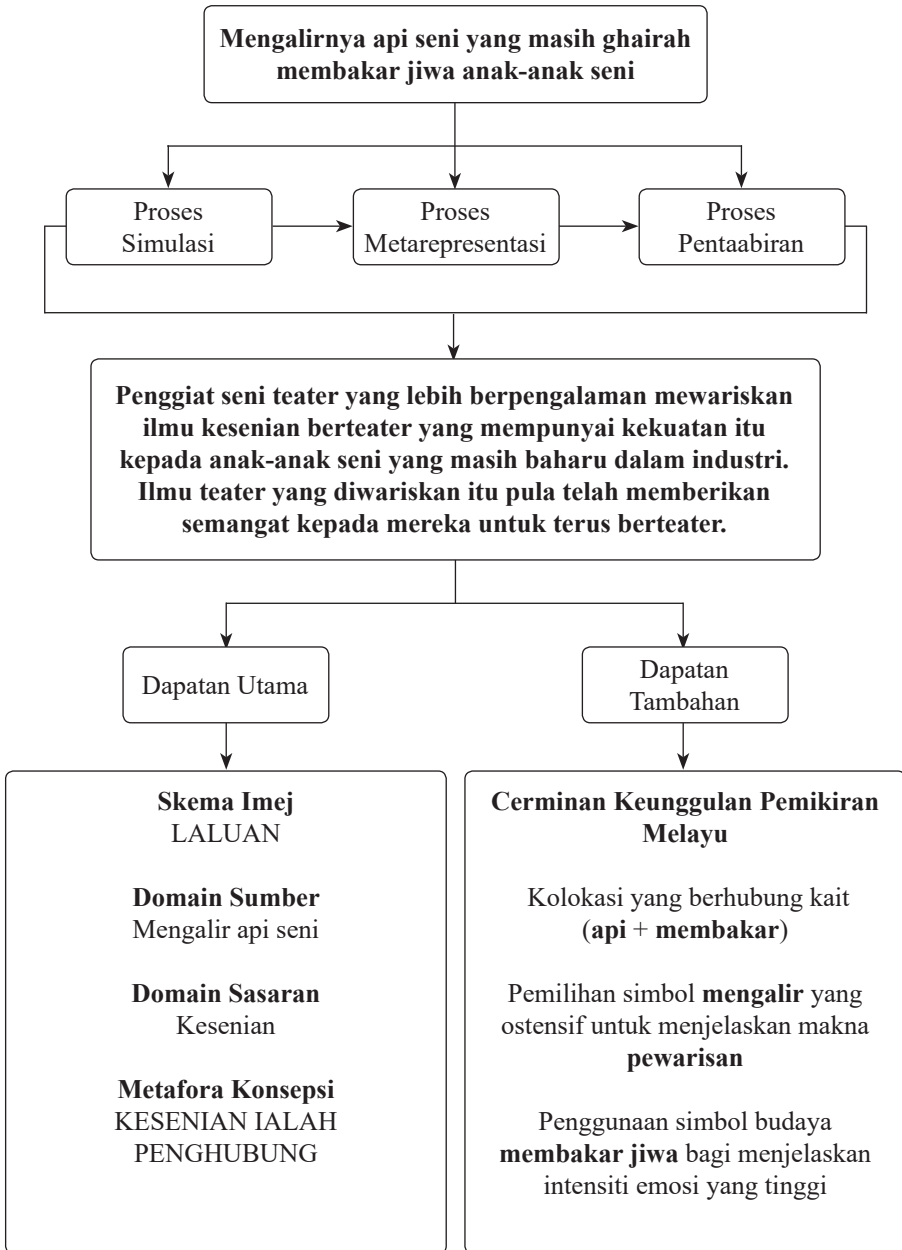 Mengalirnya api seni yang masih ghairah
membakar jiwa anak-anak seni
Proses
Simulasi
Proses
Metarepresentasi
Proses
Pentaabiran
Penggiat seni teater yang lebih berpengalaman mewariskan
ilmu kesenian berteater yang mempunyai kekuatan itu
kepada anak-anak seni yang masih baharu dalam industri.
Ilmu teater yang diwariskan itu pula telah memberikan
semangat kepada mereka untuk terus berteater.
Dapatan Utama
Dapatan
Tambahan
Skema Imej
LALUAN
Domain Sumber
Mengalir api seni
Domain Sasaran
Kesenian
Metafora Konsepsi
KESENIAN IALAH
PENGHUBUNG
Cerminan Keunggulan Pemikiran
Melayu
Kolokasi yang berhubung kait
(api + membakar)
Pemilihan simbol mengalir yang
ostensif untuk menjelaskan makna
pewarisan
Penggunaan simbol budaya
membakar jiwa bagi menjelaskan
intensiti emosi yang tinggi